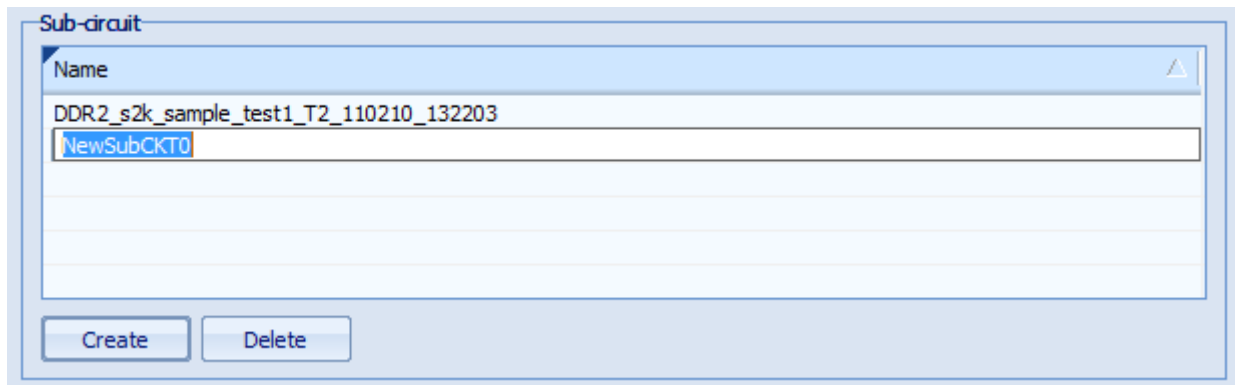 Sub-circuit
Name
DDR2_s2k_sample_test1_T2_110210_132203
NewSubCKT0
Create Delete